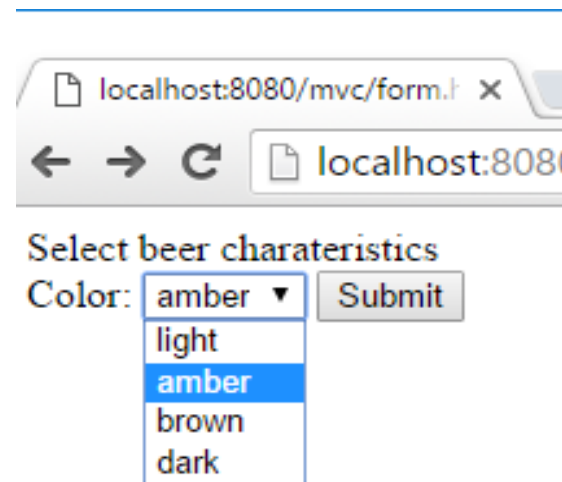 localhost:8080/mvc/form.h
localhost:808
Select beer charateristics
Color: amber Submit
light
amber
brown
dark